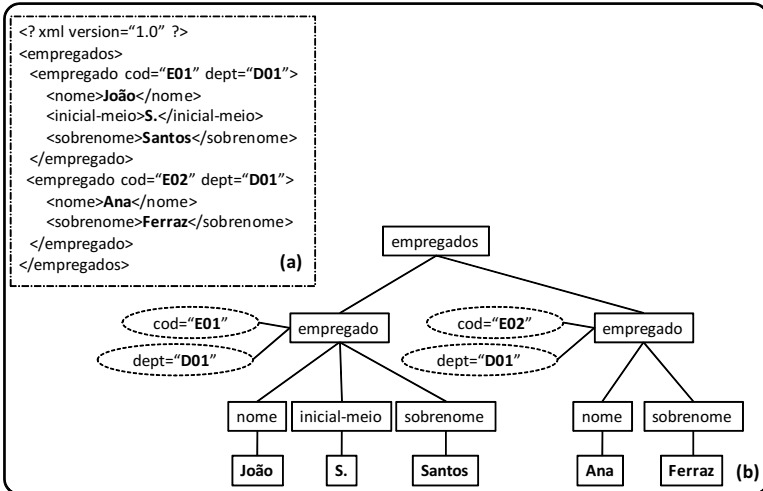 <? xml version=“1.0” ?>
<empregados>
<empregado cod=“E01” dept=“D01”>
<nome>João</nome>
<inicial-meio>S.</inicial-meio>
<sobrenome>Santos</sobrenome>
</empregado>
<empregado cod=“E02” dept=“D01”>
<nome>Ana</nome>
<sobrenome>Ferraz</sobrenome>
</empregado>
</empregados>
(a)
empregados
cod=“E01”
empregado
dept=“D01”
cod=“E02”
empregado
dept=“D01”
nome
inicial-meio
sobrenome
nome
sobrenome
João
S.
Santos
Ana
Ferraz
(b)